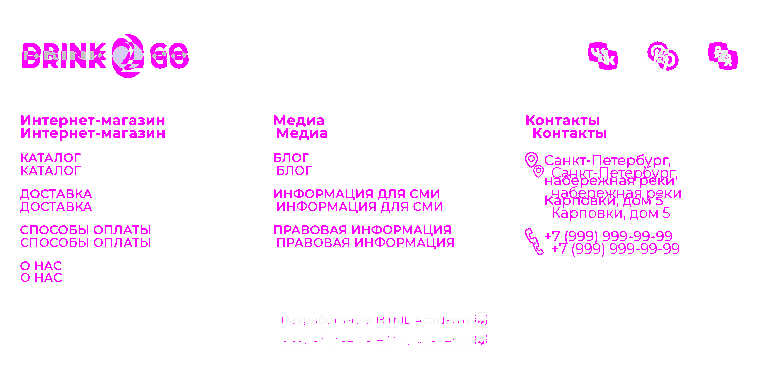 DRINK2GO
Интернет-магазин
Интернет-магазин
КАТАЛОГ
КАТАЛОГ
ДОСТАВКА
ДОСТАВКА
СПОСОБЫ ОПЛАТЫ
СПОСОБЫ ОПЛАТЫ
О НАС
О НАС
Медиа
Медиа
БЛОГ
БЛОГ
ИНФОРМАЦИЯ ДЛЯ СМИ
ИНФОРМАЦИЯ ДЛЯ СМИ
ПРАВОВАЯ ИНФОРМАЦИЯ
ПРАВОВАЯ ИНФОРМАЦИЯ
Контакты
Контакты
Санкт-Петербург,
Санкт-Петербург,
набережная реки
набережная реки
Карповки, дом 5
Карповки, дом 5
+7 (999) 999-99-99
+7 (999) 999-99-99